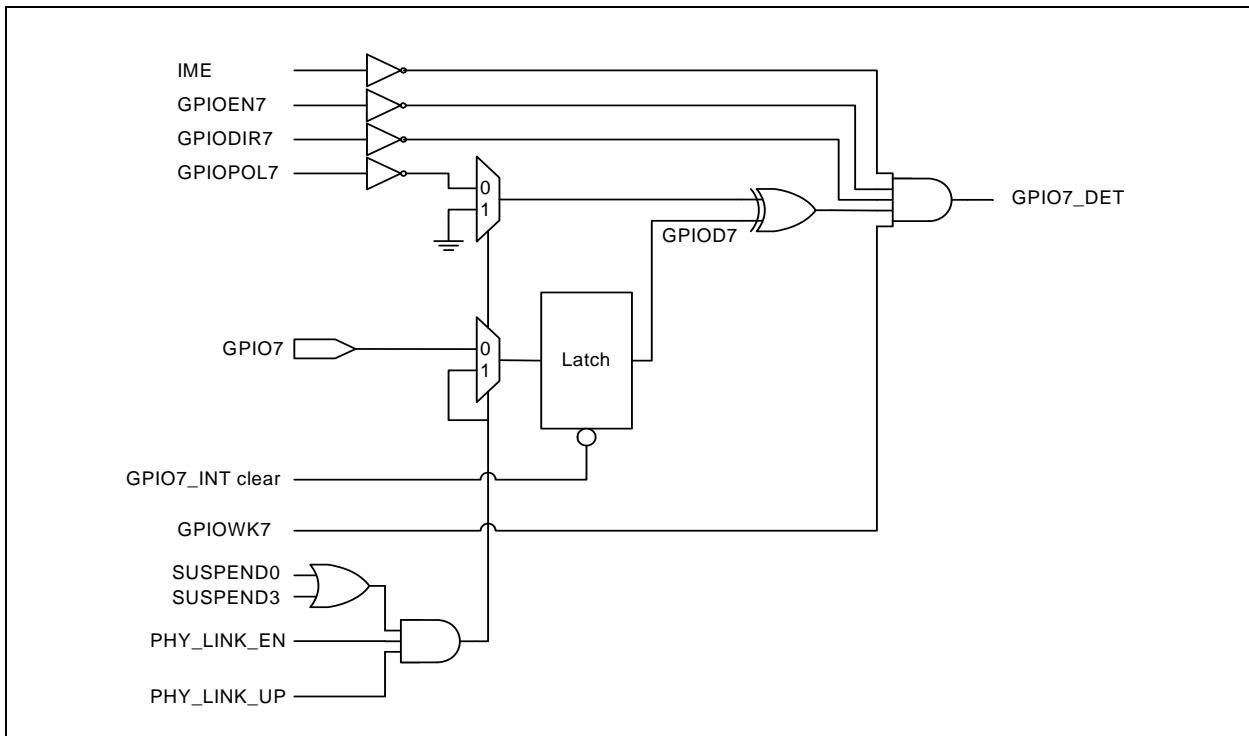 IME
GPIOEN7
GPIODIR7
GPIOPOL7
0
1
GPIO7_DET
GPIOD7
GPIO7
0
1
Latch
GPIO7_INT clear
GPIOWK7
SUSPEND0
SUSPEND3
PHY_LINK_EN
PHY_LINK_UP